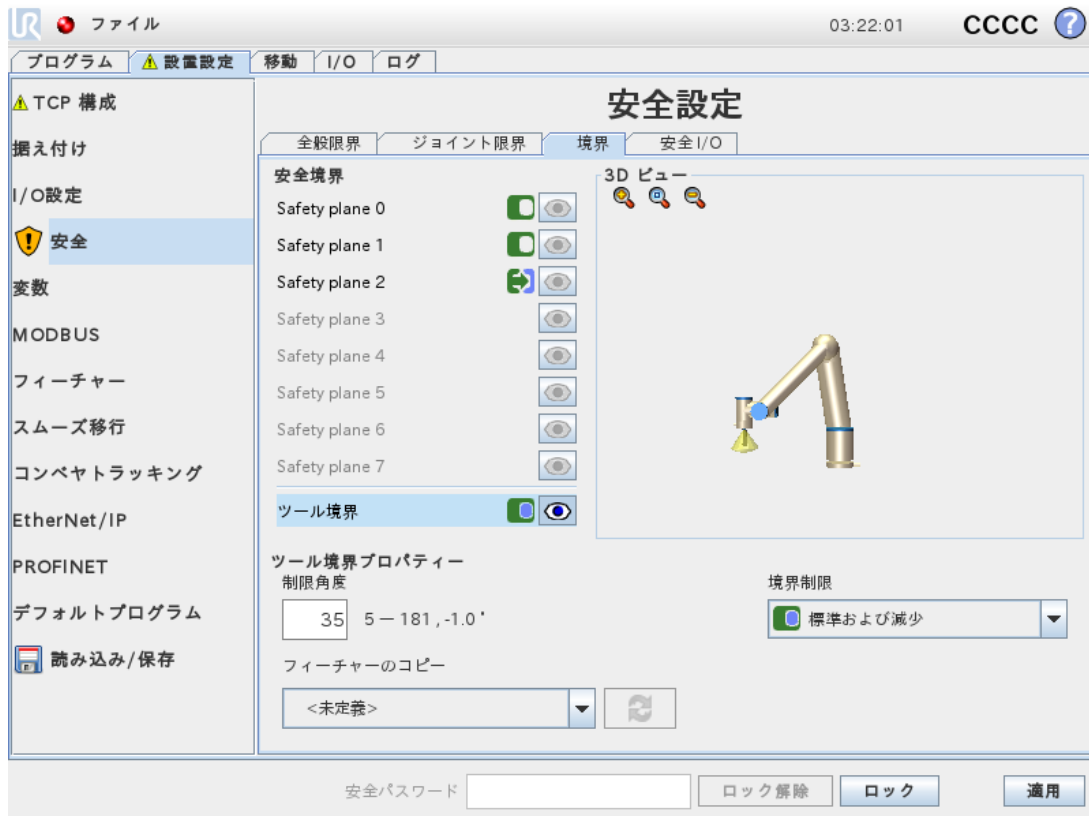 UR ファイル 03:22:01 CCCC ?
プログラム 設置設定 移動 I/O ログ
TCP 構成
据え付け
I/O設定
安全
変数
MODBUS
フィーチャー
スムーズ移行
コンベヤトラッキング
EtherNet/IP
PROFINET
デフォルトプログラム
読み込み/保存
安全設定
全般限界 ジョイント限界 境界 安全I/O
安全境界
Safety plane 0
Safety plane 1
Safety plane 2
Safety plane 3
Safety plane 4
Safety plane 5
Safety plane 6
Safety plane 7
ツール境界
3D ビュー
ツール境界プロパティー
制限角度
35 5 — 181 , -1.0 °
フィーチャーのコピー
<未定義>
境界制限
標準および減少
安全パスワード ロック解除 ロック 適用